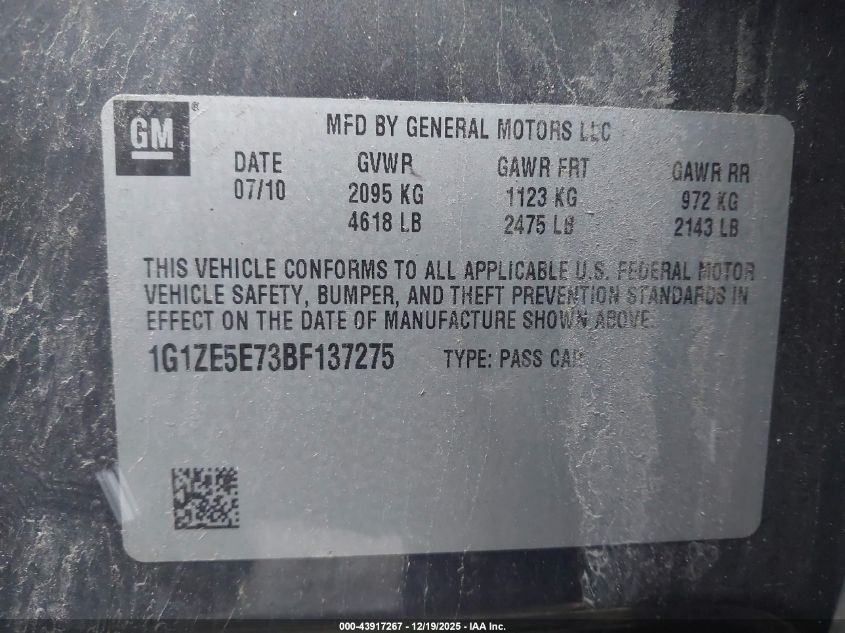 GM ®
MFD BY GENERAL MOTORS LLC
DATE GVWR GAWR FRT GAWR RR
07/10 2095 KG 1123 KG 972 KG
4618 LB 2475 LB 2143 LB
THIS VEHICLE CONFORMS TO ALL APPLICABLE U.S. FEDERAL MOTOR
VEHICLE SAFETY, BUMPER, AND THEFT PREVENTION STANDARDS IN
EFFECT ON THE DATE OF MANUFACTURE SHOWN ABOVE.
1G1ZE5E73BF137275 TYPE: PASS CAR
000-43917267 - 12/19/2025 - IAA Inc.